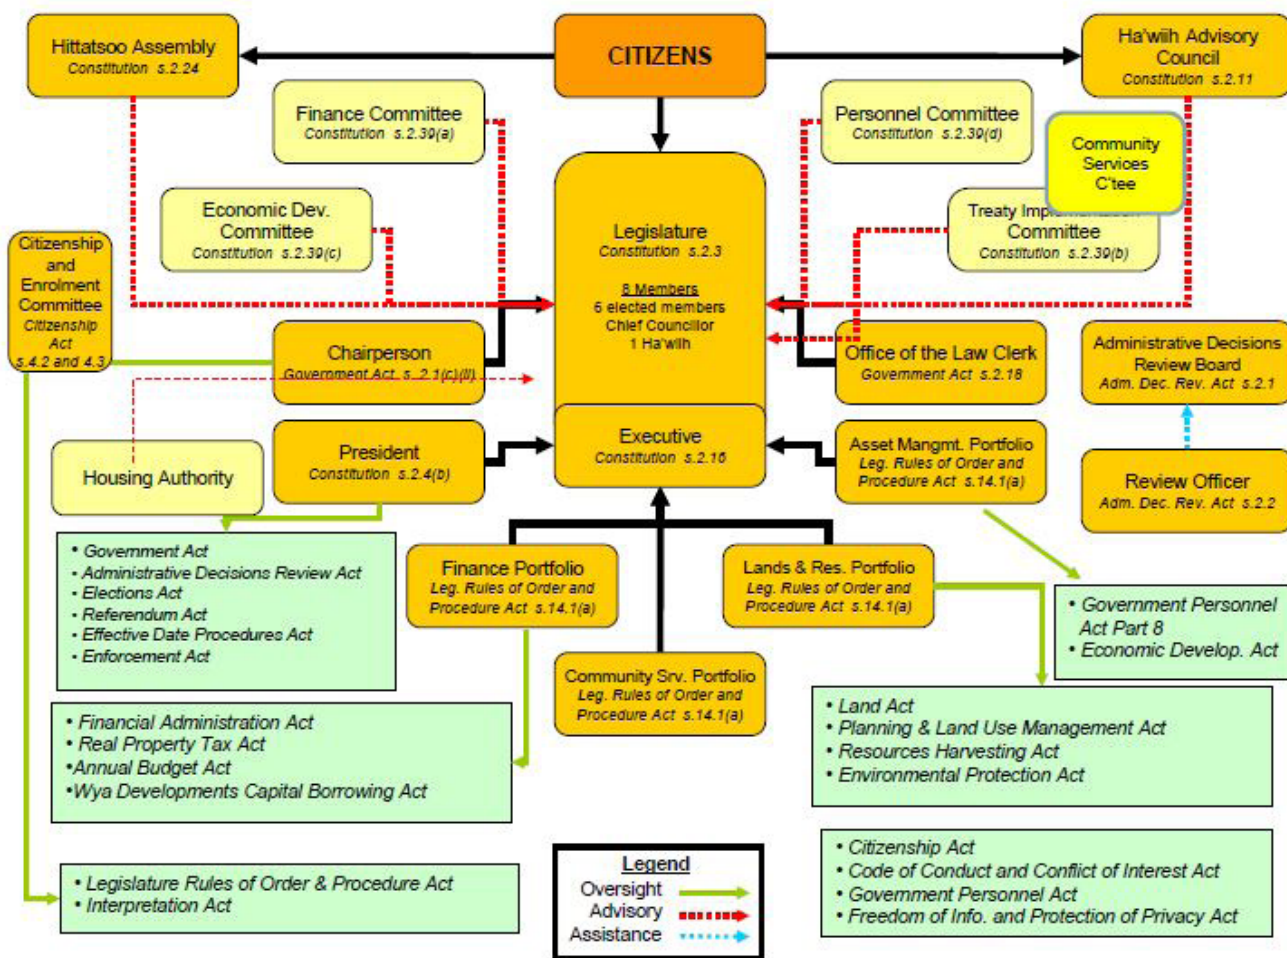 Hittatsoo Assembly
Constitution s.2.24
CITIZENS
Ha'wiih Advisory
Council
Constitution s.2.11
Finance Committee
Constitution s.2.39(a)
Personnel Committee
Constitution s.2.39(d)
Community
Services
C'tee
Economic Dev.
Committee
Constitution s.2.39(c)
Legislature
Constitution s.2.3
8 Members
6 elected members
Chief Councillor
1 Ha'wiih
Treaty Implementation
Committee
Constitution s.2.39(b)
Citizenship
and
Enrolment
Committee
Citizenship
Act
s.4.2 and 4.3
Chairperson
Government Act, s.2.1(c)(ii)
Office of the Law Clerk
Government Act s.2.18
Administrative Decisions
Review Board
Adm. Dec. Rev. Act s.2.1
President
Constitution s.2.4(b)
Executive
Constitution s.2.16
Asset Mangmt. Portfolio
Leg. Rules of Order and
Procedure Act s.14.1(a)
Housing Authority
Review Officer
Adm. Dec. Rev. Act s.2.2
• Government Act
• Administrative Decisions Review Act
• Elections Act
• Referendum Act
• Effective Date Procedures Act
• Enforcement Act
Finance Portfolio
Leg. Rules of Order and
Procedure Act s.14.1(a)
Lands & Res. Portfolio
Leg. Rules of Order and
Procedure Act s.14.1(a)
• Government Personnel
Act Part 8
• Economic Develop. Act
Community Srv. Portfolio
Leg. Rules of Order and
Procedure Act s.14.1(a)
• Financial Administration Act
• Real Property Tax Act
• Annual Budget Act
• Wya Developments Capital Borrowing Act
• Land Act
• Planning & Land Use Management Act
• Resources Harvesting Act
• Environmental Protection Act
• Legislature Rules of Order & Procedure Act
• Interpretation Act
Legend
Oversight
Advisory
Assistance
• Citizenship Act
• Code of Conduct and Conflict of Interest Act
• Government Personnel Act
• Freedom of Info. and Protection of Privacy Act